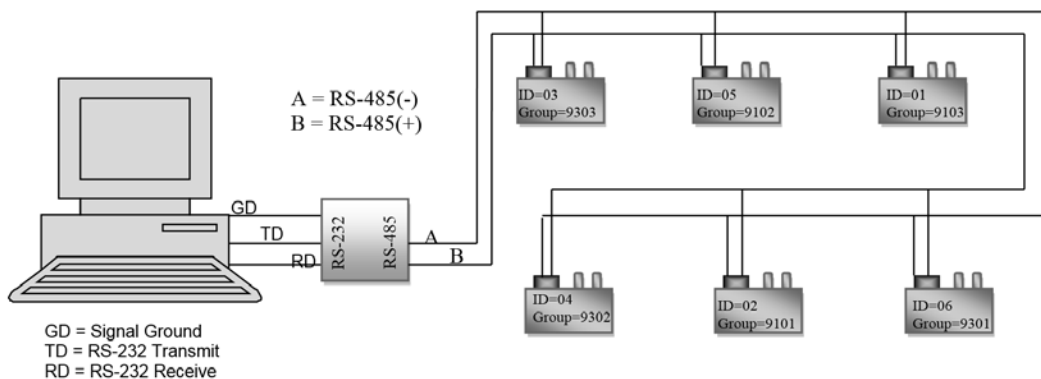 A = RS-485(-)
B = RS-485(+)
ID=03
Group=9303
ID=05
Group=9102
ID=01
Group=9103
GD
TD
RD
RS-232
RS-485
A
B
ID=04
Group=9302
ID=02
Group=9101
ID=06
Group=9301
GD = Signal Ground
TD = RS-232 Transmit
RD = RS-232 Receive